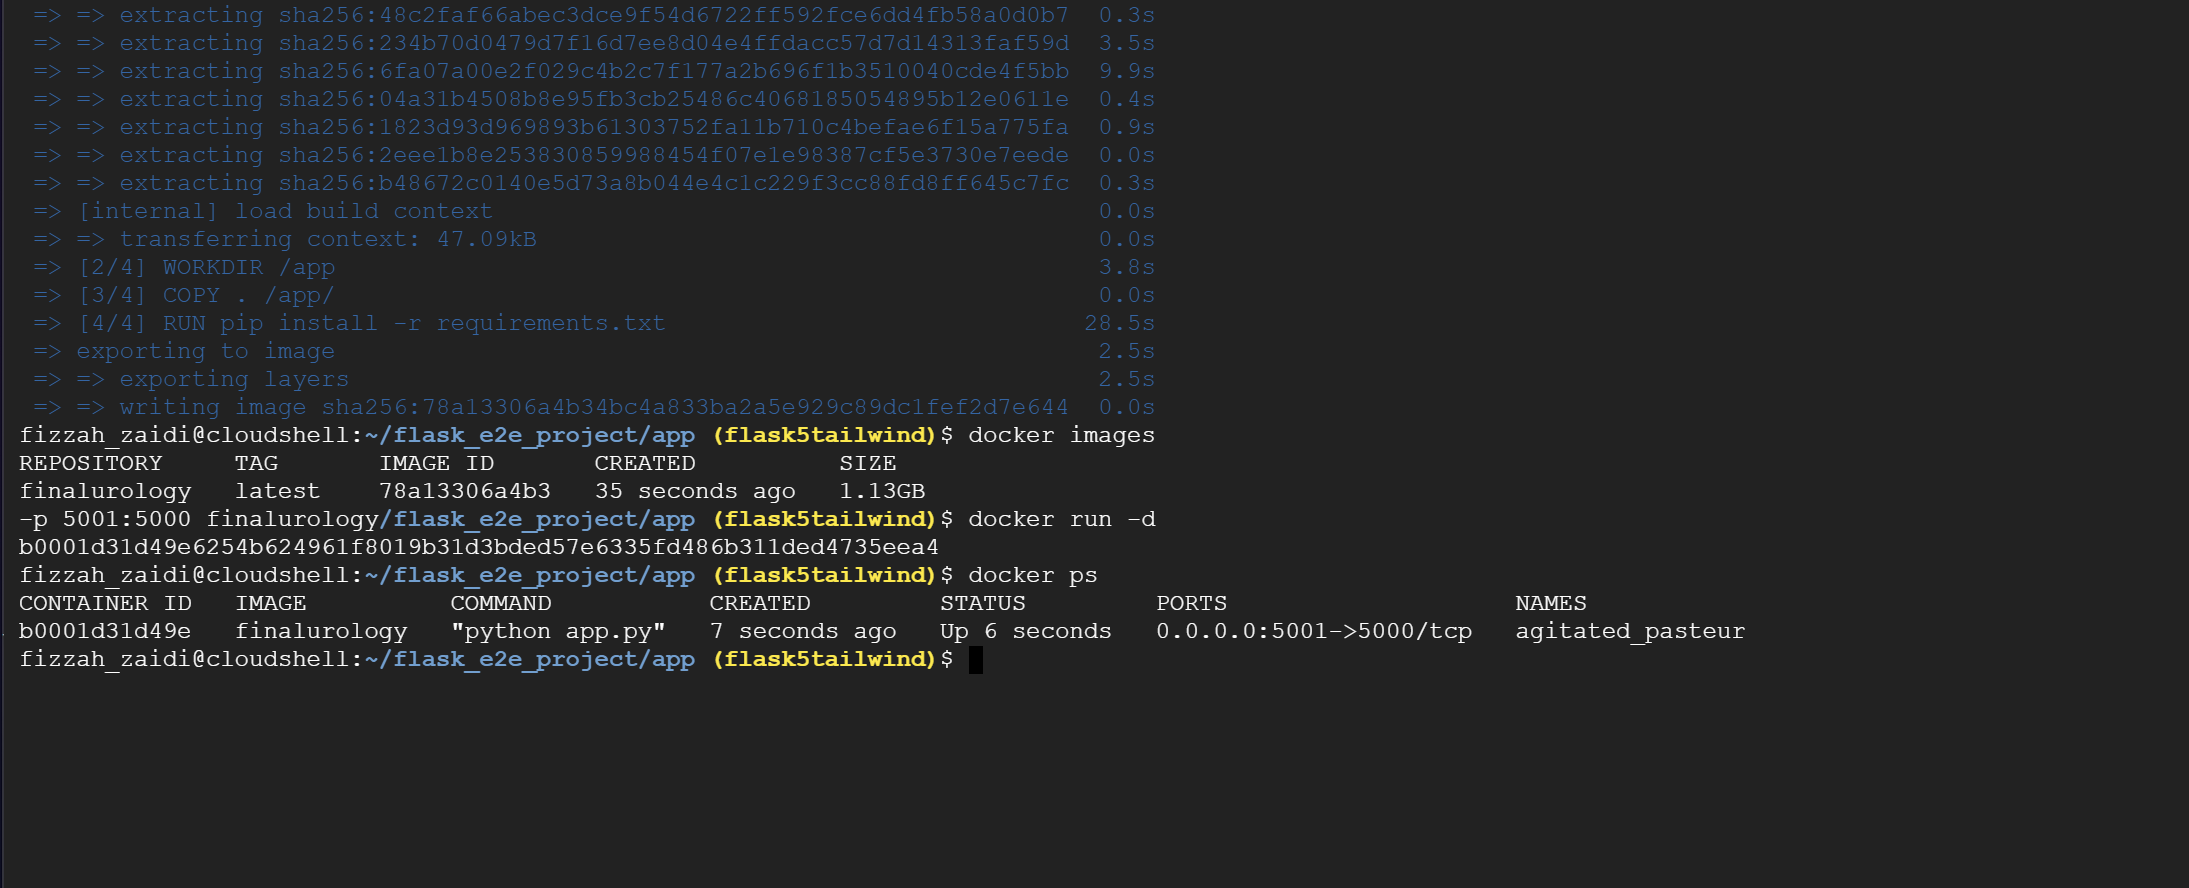 => => extracting sha256:48c2faf66abec3dce9f54d6722ff592fce6dd4fb58a0d0b7 0.3s
=> => extracting sha256:234b70d0479d7f16d7ee8d04e4ffdacc57d7d14313faf59d 3.5s
=> => extracting sha256:6fa07a00e2f029c4b2c7f177a2b696f1b3510040cde4f5bb 9.9s
=> => extracting sha256:04a31b4508b8e95fb3cb25486c4068185054895b12e0611e 0.4s
=> => extracting sha256:1823d93d969893b61303752fa11b710c4befae6f15a775fa 0.9s
=> => extracting sha256:2eee1b8e253830859988454f07e1e98387cf5e3730e7eede 0.0s
=> => extracting sha256:b48672c0140e5d73a8b044e4c1c229f3cc88fd8ff645c7fc 0.3s
=> [internal] load build context 0.0s
=> => transferring context: 47.09kB 0.0s
=> [2/4] WORKDIR /app 3.8s
=> [3/4] COPY . /app/ 0.0s
=> [4/4] RUN pip install -r requirements.txt 28.5s
=> exporting to image 2.5s
=> => exporting layers 2.5s
=> => writing image sha256:78a13306a4b34bc4a833ba2a5e929c89dc1fef2d7e644 0.0s
fizzah_zaidi@cloudshell:~/flask_e2e_project/app (flask5tailwind)$ docker images
REPOSITORY TAG IMAGE ID CREATED SIZE
finalurology latest 78a13306a4b3 35 seconds ago 1.13GB
-p 5001:5000 finalurology/flask_e2e_project/app (flask5tailwind)$ docker run -d
b0001d31d49e6254b624961f8019b31d3bded57e6335fd486b311ded4735eea4
fizzah_zaidi@cloudshell:~/flask_e2e_project/app (flask5tailwind)$ docker ps
CONTAINER ID IMAGE COMMAND CREATED STATUS PORTS NAMES
b0001d31d49e finalurology "python app.py" 7 seconds ago Up 6 seconds 0.0.0.0:5001->5000/tcp agitated_pasteur
fizzah_zaidi@cloudshell:~/flask_e2e_project/app (flask5tailwind)$